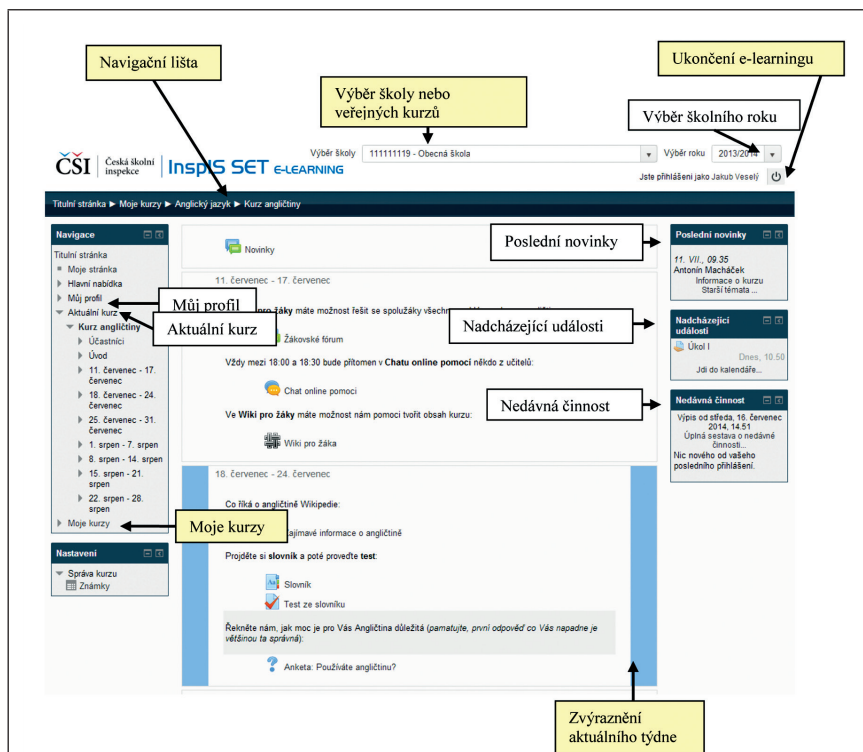 Navigační lišta
Ukončení e-learningu
Výběr školy nebo
veřejných kurzů
Výběr školního roku
ČŠI Česká školní
inspekce
InspIS SET E-LEARNING
Výběr školy 111111119 - Obecná škola
Výběr roku 2013/2014
Jste přihlášeni jako Jakub Veselý
Titulní stránka ► Moje kurzy ► Anglický jazyk ► Kurz angličtiny
Navigace
Titulní stránka
Moje stránka
Hlavní nabídka
Můj profil
Aktuální kurz
Kurz angličtiny
Účastníci
Úvod
11. červenec - 17.
červenec
18. červenec - 24.
červenec
25. červenec - 31.
červenec
1. srpen - 7. srpen
8. srpen - 14. srpen
15. srpen - 21.
srpen
22. srpen - 28.
srpen
Moje kurzy
Nastavení
Správa kurzu
Známky
Můj profil
Aktuální kurz
Moje kurzy
Novinky
11. červenec - 17. červenec
pro žáky máte možnost řešit se spolužáky
Žákovské fórum
Vždy mezi 18:00 a 18:30 bude přítomen v Chatu online pomoci někdo z učitelů:
Chat online pomoci
Ve Wiki pro žáky máte možnost nám pomoci tvořit obsah kurzu:
Wiki pro žáka
18. červenec - 24. červenec
Co říká o angličtině Wikipedie:
ajímavé informace o angličtině
Projděte si slovník a poté proveďte test:
Slovník
Test ze slovníku
Řekněte nám, jak moc je pro Vás Angličtina důležitá (pamatujte, první odpověď co Vás napadne je
většinou ta správná):
Anketa: Používáte angličtinu?
Poslední novinky
Nadcházející události
Nedávná činnost
Poslední novinky
11. VII., 09.35
Antonín Macháček
Informace o kurzu
Starší témata ...
Nadcházející
události
Úkol I
Dnes, 10.50
Jdi do kalendáře...
Nedávná činnost
Výpis od středa, 16. červenec
2014, 14.51
Úplná sestava o nedávné
činnosti...
Nic nového od vašeho
posledního přihlášení.
Zvýraznění
aktuálního týdne